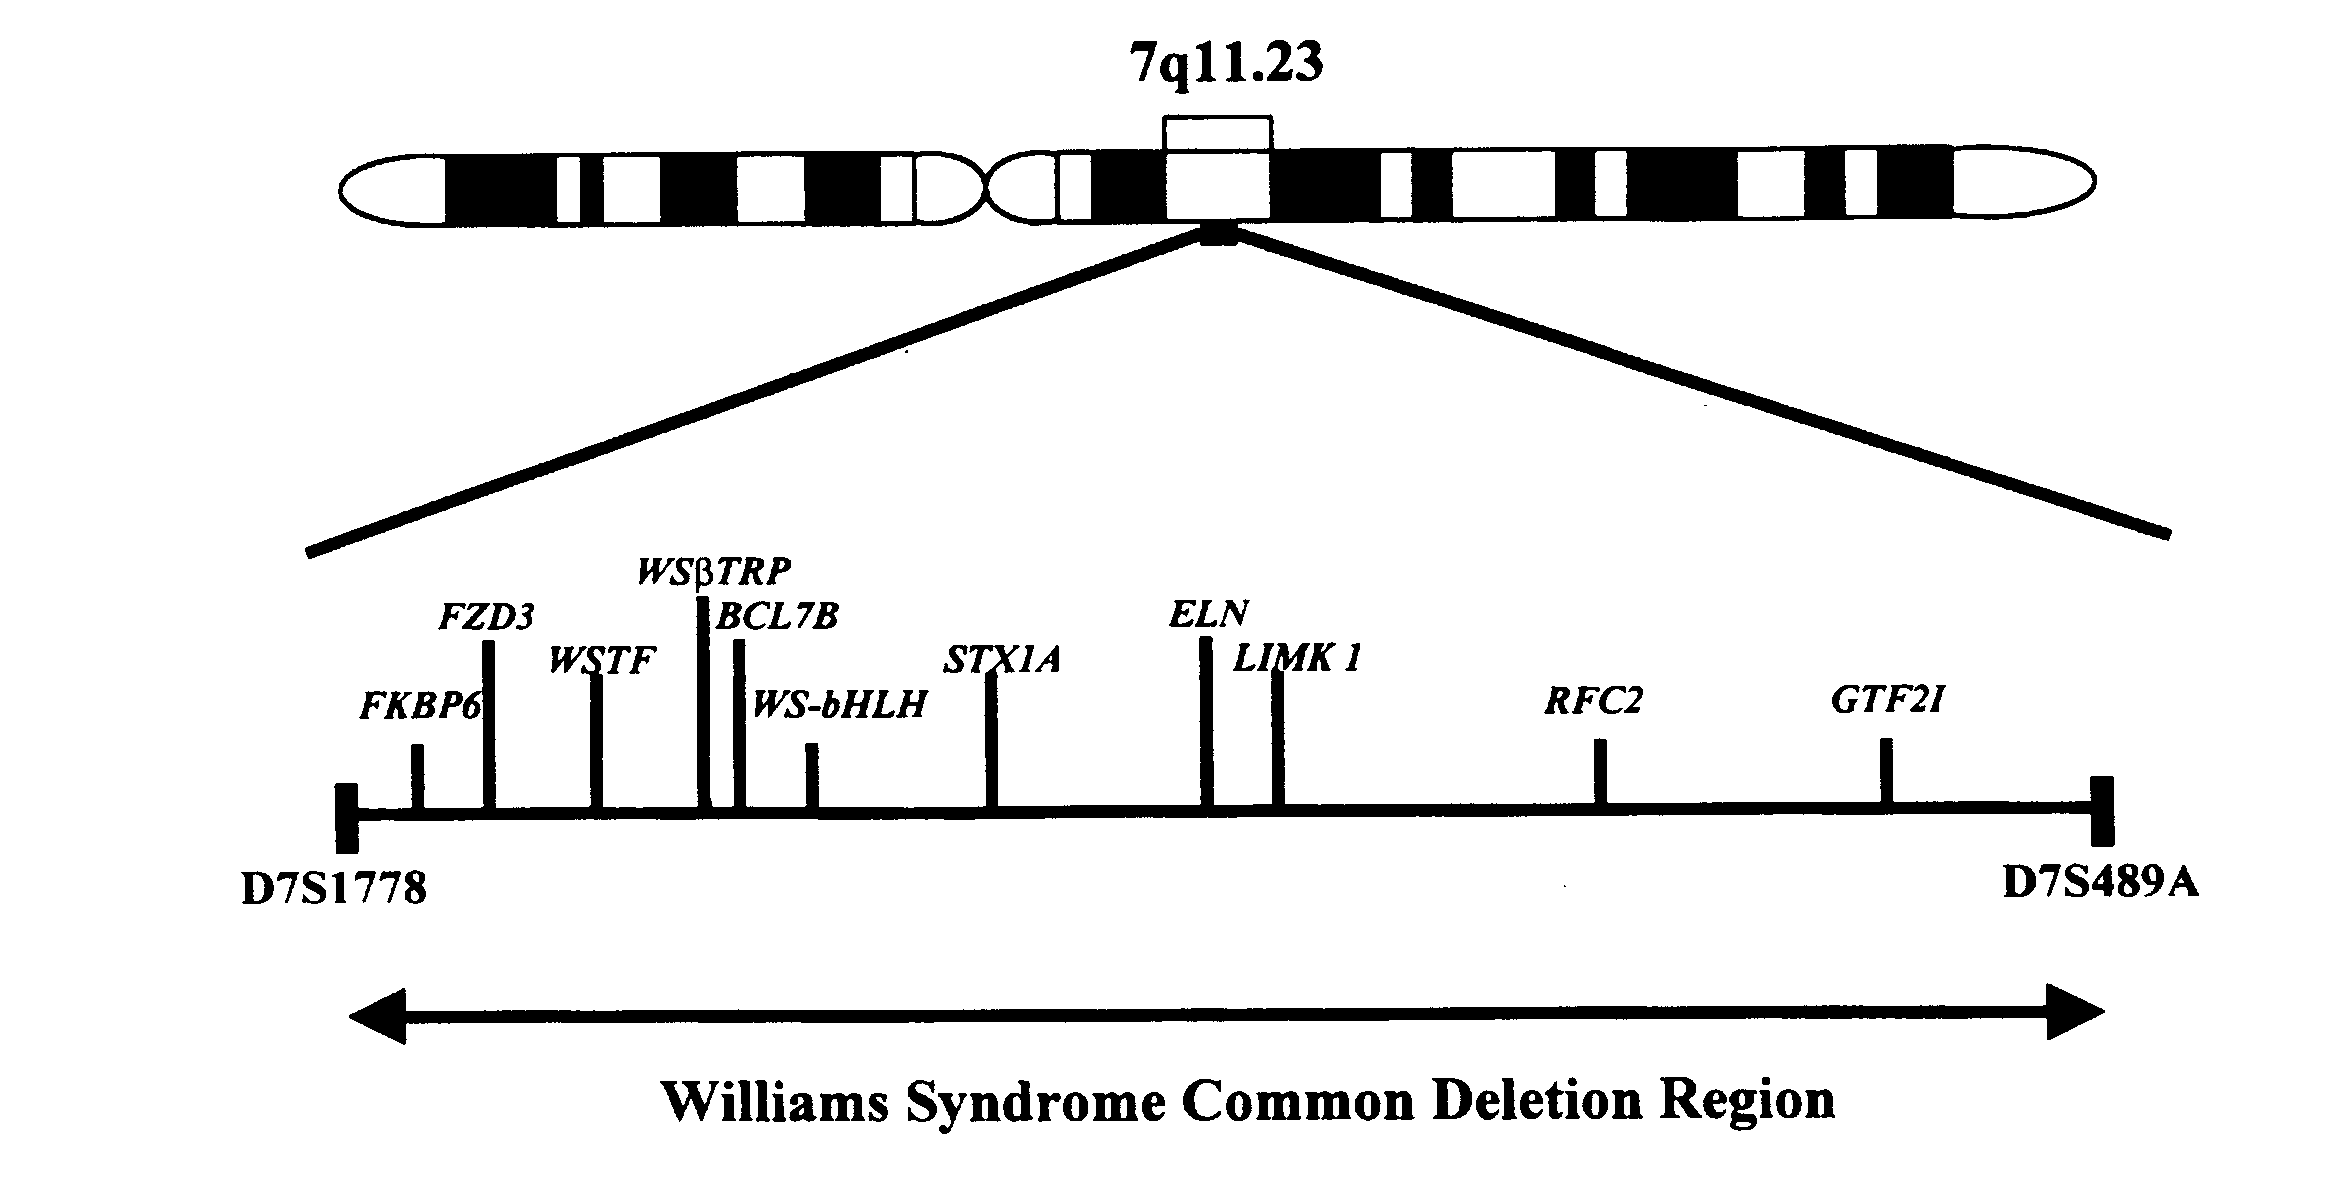 7q11.23
WSβTRP
FZD3
BCL7B
ELN
WSTF
STX1A
LIMK 1
FKBP6
WS-bHLH
RFC2
GTF2I
D7S1778
D7S489A
Williams Syndrome Common Deletion Region